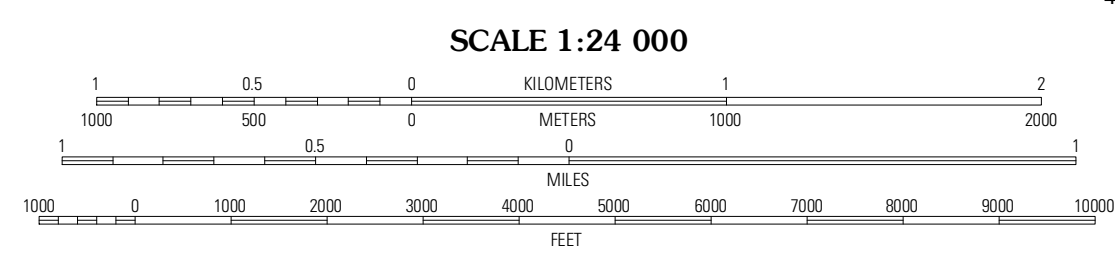 SCALE 1:24 000
1 0.5 0 KILOMETERS 1 2
1000 500 0 METERS 1000 2000
1 0.5 0 1
MILES
1000 0 1000 2000 3000 4000 5000 6000 7000 8000 9000 10000
FEET